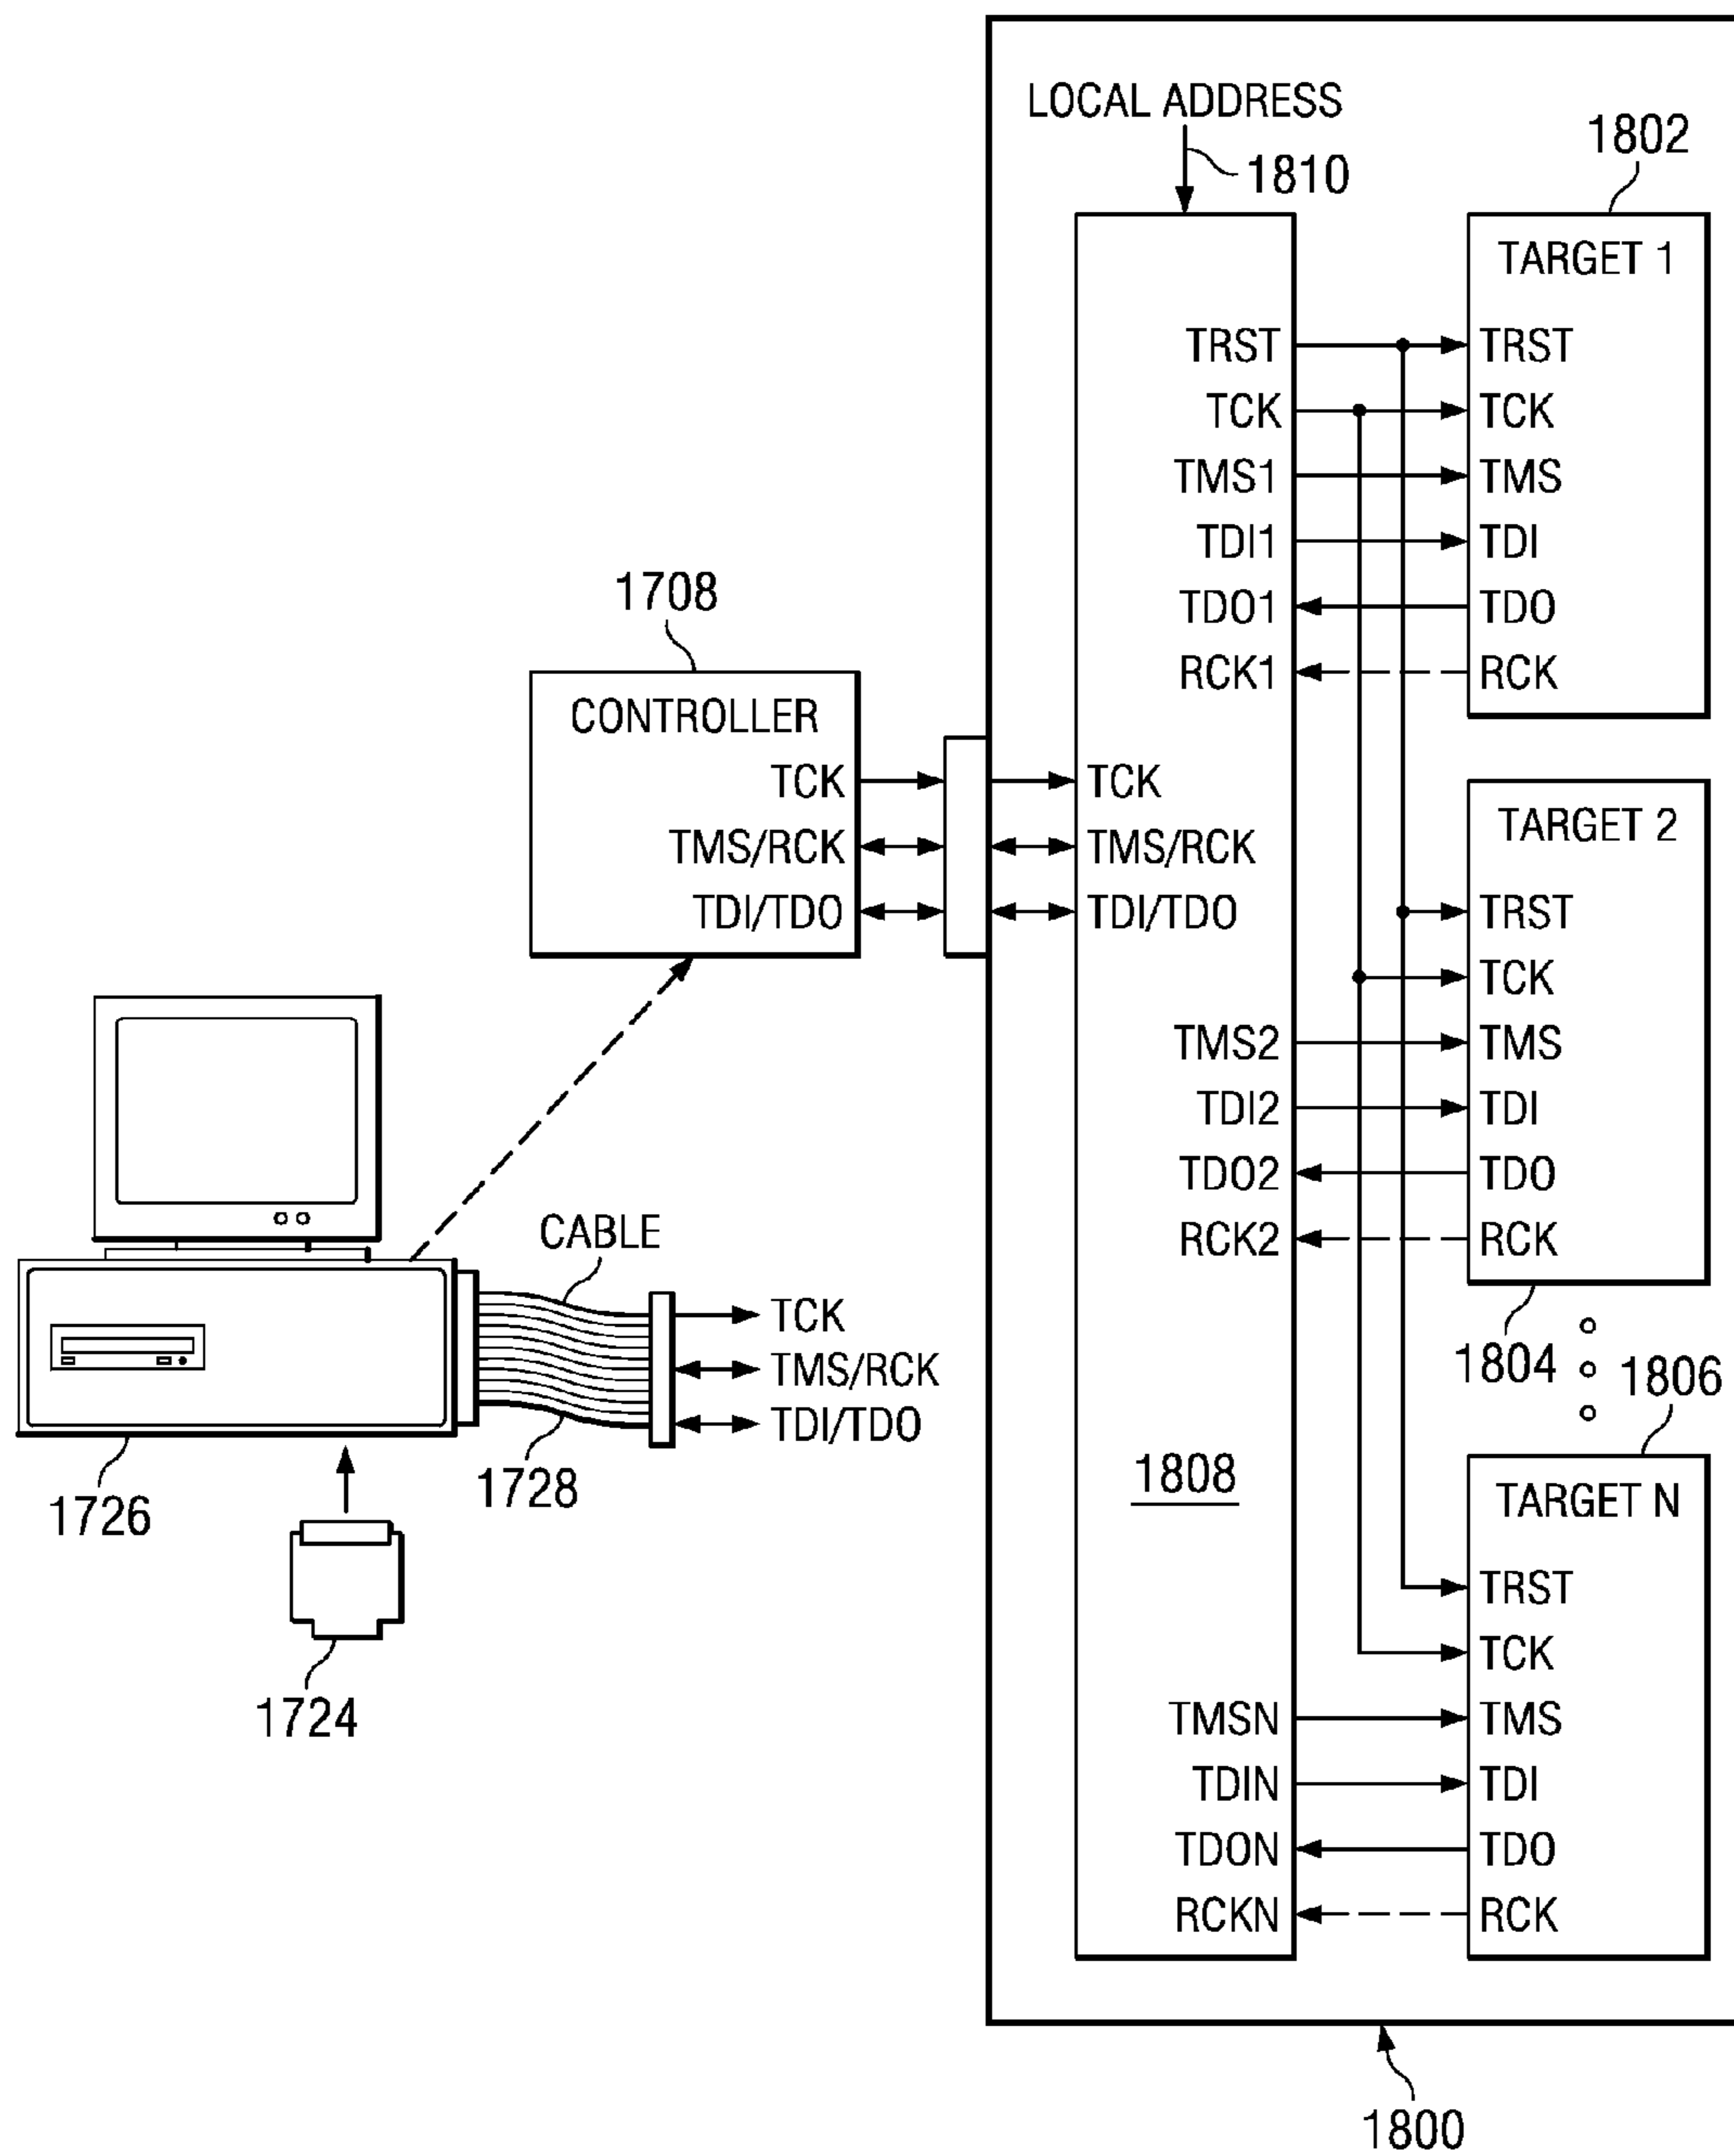 LOCAL ADDRESS
1810
1802
TARGET 1
TRST
TCK
TMS1
TDI1
TDO1
RCK1
TRST
TCK
TMS
TDI
TDO
RCK
1708
CONTROLLER
TCK
TMS/RCK
TDI/TDO
TCK
TMS/RCK
TDI/TDO
TARGET 2
TRST
TCK
TMS
TDI
TDO
RCK
TMS2
TDI2
TDO2
RCK2
1804
1806
CABLE
TCK
TMS/RCK
TDI/TDO
1728
1726
1724
1808
TARGET N
TRST
TCK
TMS
TDI
TDO
RCK
TMSN
TDIN
TDON
RCKN
1800